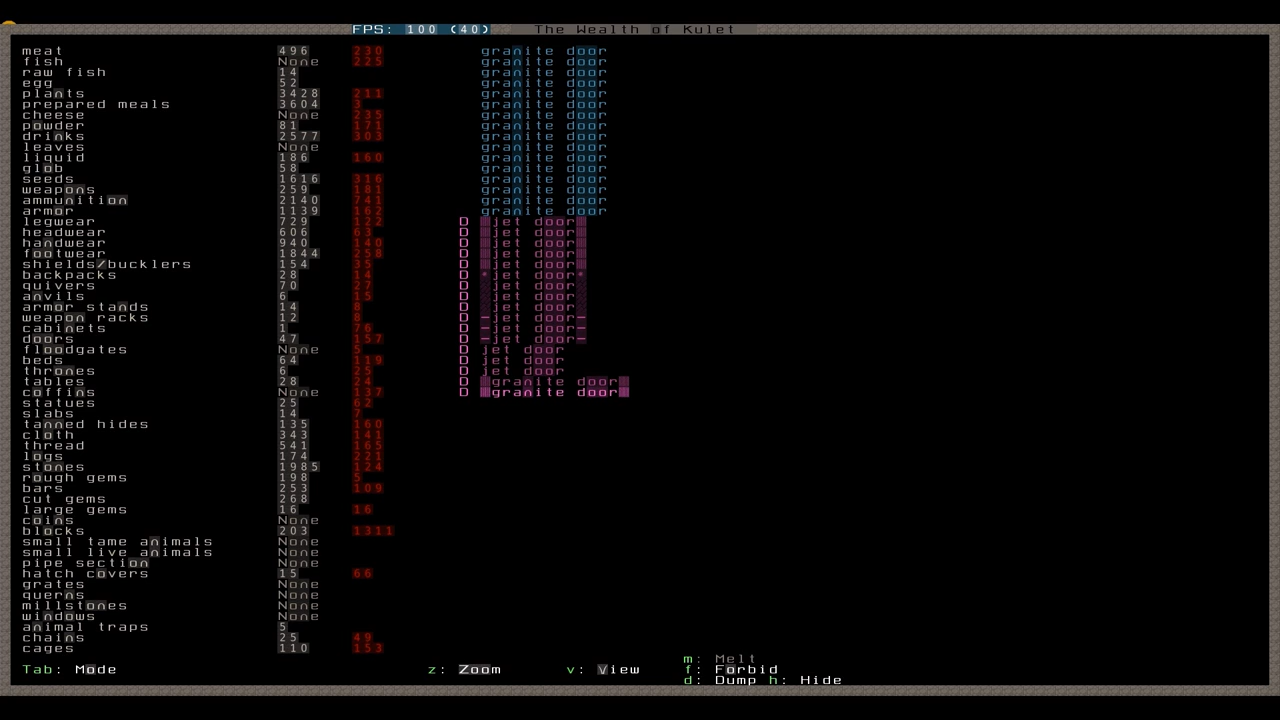 FPS: 100 (40) The Wealth of Kulet
meat 496 230 granite door
fish None 225 granite door
raw fish 14 granite door
egg 52 granite door
plants 3428 211 granite door
prepared meals 3604 3 granite door
cheese None 235 granite door
powder 81 171 granite door
drinks 2577 303 granite door
leaves None granite door
liquid 186 160 granite door
glob 58 granite door
seeds 1616 316 granite door
weapons 259 181 granite door
ammunition 2140 741 granite door
armor 1139 162 granite door
legwear 729 122 D jet door
headwear 606 63 D jet door
handwear 940 140 D jet door
footwear 1844 258 D jet door
shields/bucklers 154 35 D jet door
backpacks 28 14 D *jet door*
quivers 70 27 D jet door
anvils 6 15 D jet door
armor stands 14 8 D jet door
weapon racks 12 8 D -jet door-
cabinets 1 76 D -jet door-
doors 47 157 D -jet door-
floodgates None 5 D jet door
beds 64 119 D jet door
thrones 6 25 D jet door
tables 28 24 D granite door
coffins None 137 D granite door
statues 25 62
slabs 14 7
tanned hides 135 160
cloth 343 141
thread 541 165
logs 174 221
stones 1985 124
rough gems 198 5
bars 253 109
cut gems 268
large gems 16 16
coins None
blocks 203 1311
small tame animals None
small live animals None
pipe section None
hatch covers 15 66
grates None
querns None
millstones None
windows None
animal traps 5
chains 25 49
cages 110 153
m: Melt
Tab: Mode z: Zoom v: View f: Forbid
d: Dump h: Hide